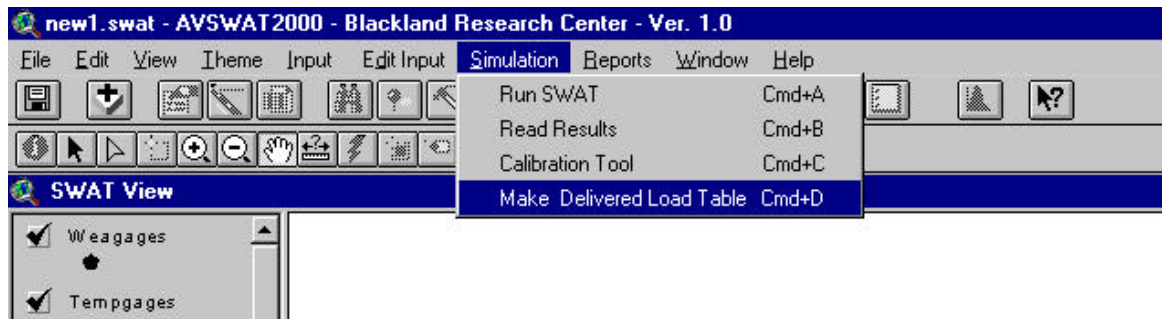 new1.swat - AVSWAT2000 - Blackland Research Center - Ver. 1.0
File Edit View Theme Input Edit Input Simulation Reports Window Help
Run SWAT Cmd+A
Read Results Cmd+B
Calibration Tool Cmd+C
Make Delivered Load Table Cmd+D
SWAT View
Weagages
Tempgages